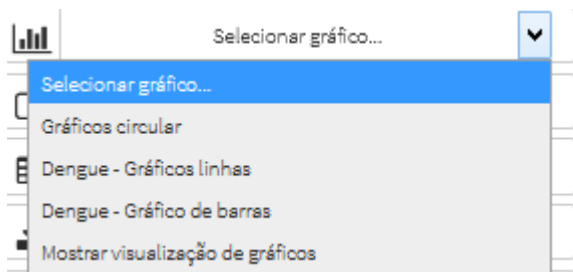 Selecionar gráfico...
Selecionar gráfico...
Gráficos circular
Dengue - Gráficos linhas
Dengue - Gráfico de barras
Mostrar visualização de gráficos